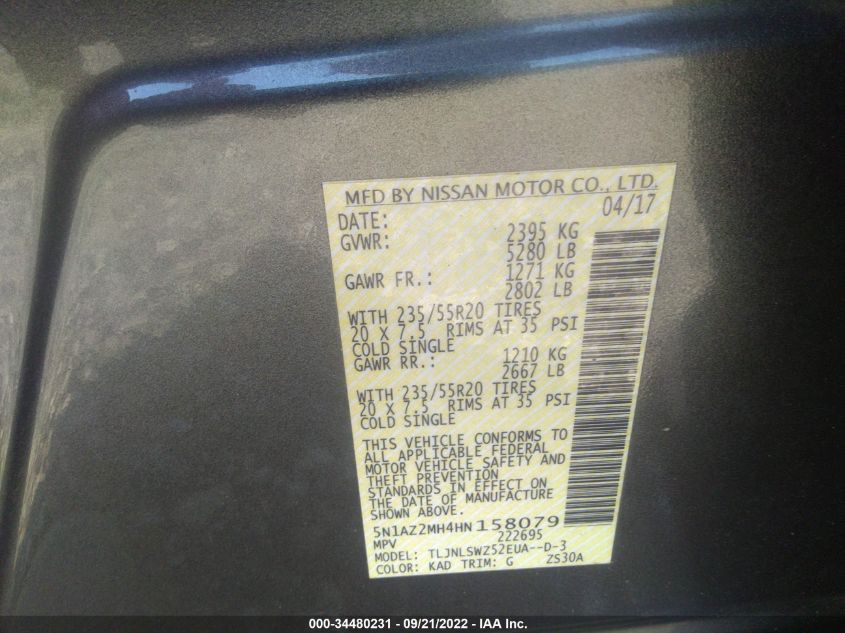 MFD BY NISSAN MOTOR CO., LTD.
DATE: 04/17
GVWR: 2395 KG
5280 LB
GAWR FR.: 1271 KG
2802 LB
WITH 235/55R20 TIRES
20 X 7.5 RIMS AT 35 PSI
COLD SINGLE
GAWR RR.: 1210 KG
2667 LB
WITH 235/55R20 TIRES
20 X 7.5 RIMS AT 35 PSI
COLD SINGLE
THIS VEHICLE CONFORMS TO
ALL APPLICABLE FEDERAL
MOTOR VEHICLE SAFETY AND
THEFT PREVENTION
STANDARDS IN EFFECT ON
THE DATE OF MANUFACTURE
SHOWN ABOVE.
5N1AZ2MH4HN158079
MPV 222695
MODEL: TLJNLSWZ52EUA--D-3
COLOR: KAD TRIM: G ZS30A
000-34480231 - 09/21/2022 - IAA Inc.